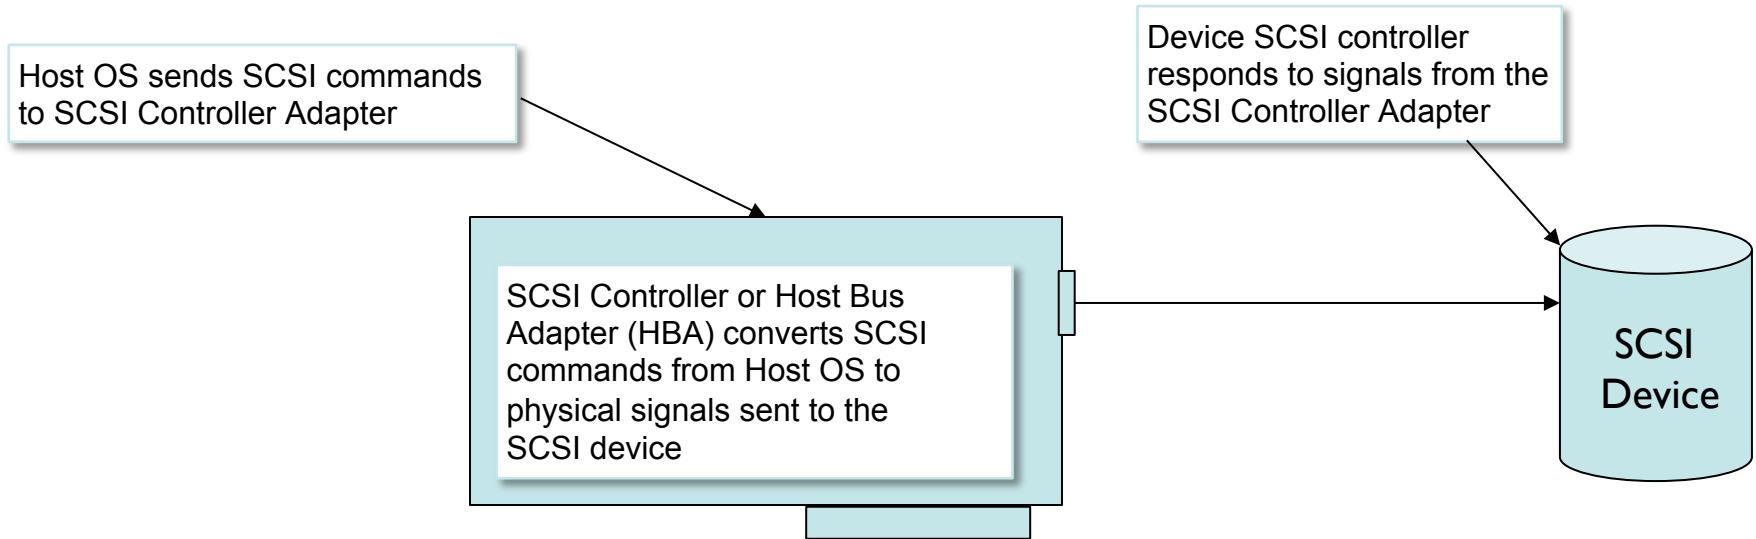 Host OS sends SCSI commands
to SCSI Controller Adapter
Device SCSI controller
responds to signals from the
SCSI Controller Adapter
SCSI Controller or Host Bus
Adapter (HBA) converts SCSI
commands from Host OS to
physical signals sent to the
SCSI device
SCSI
Device